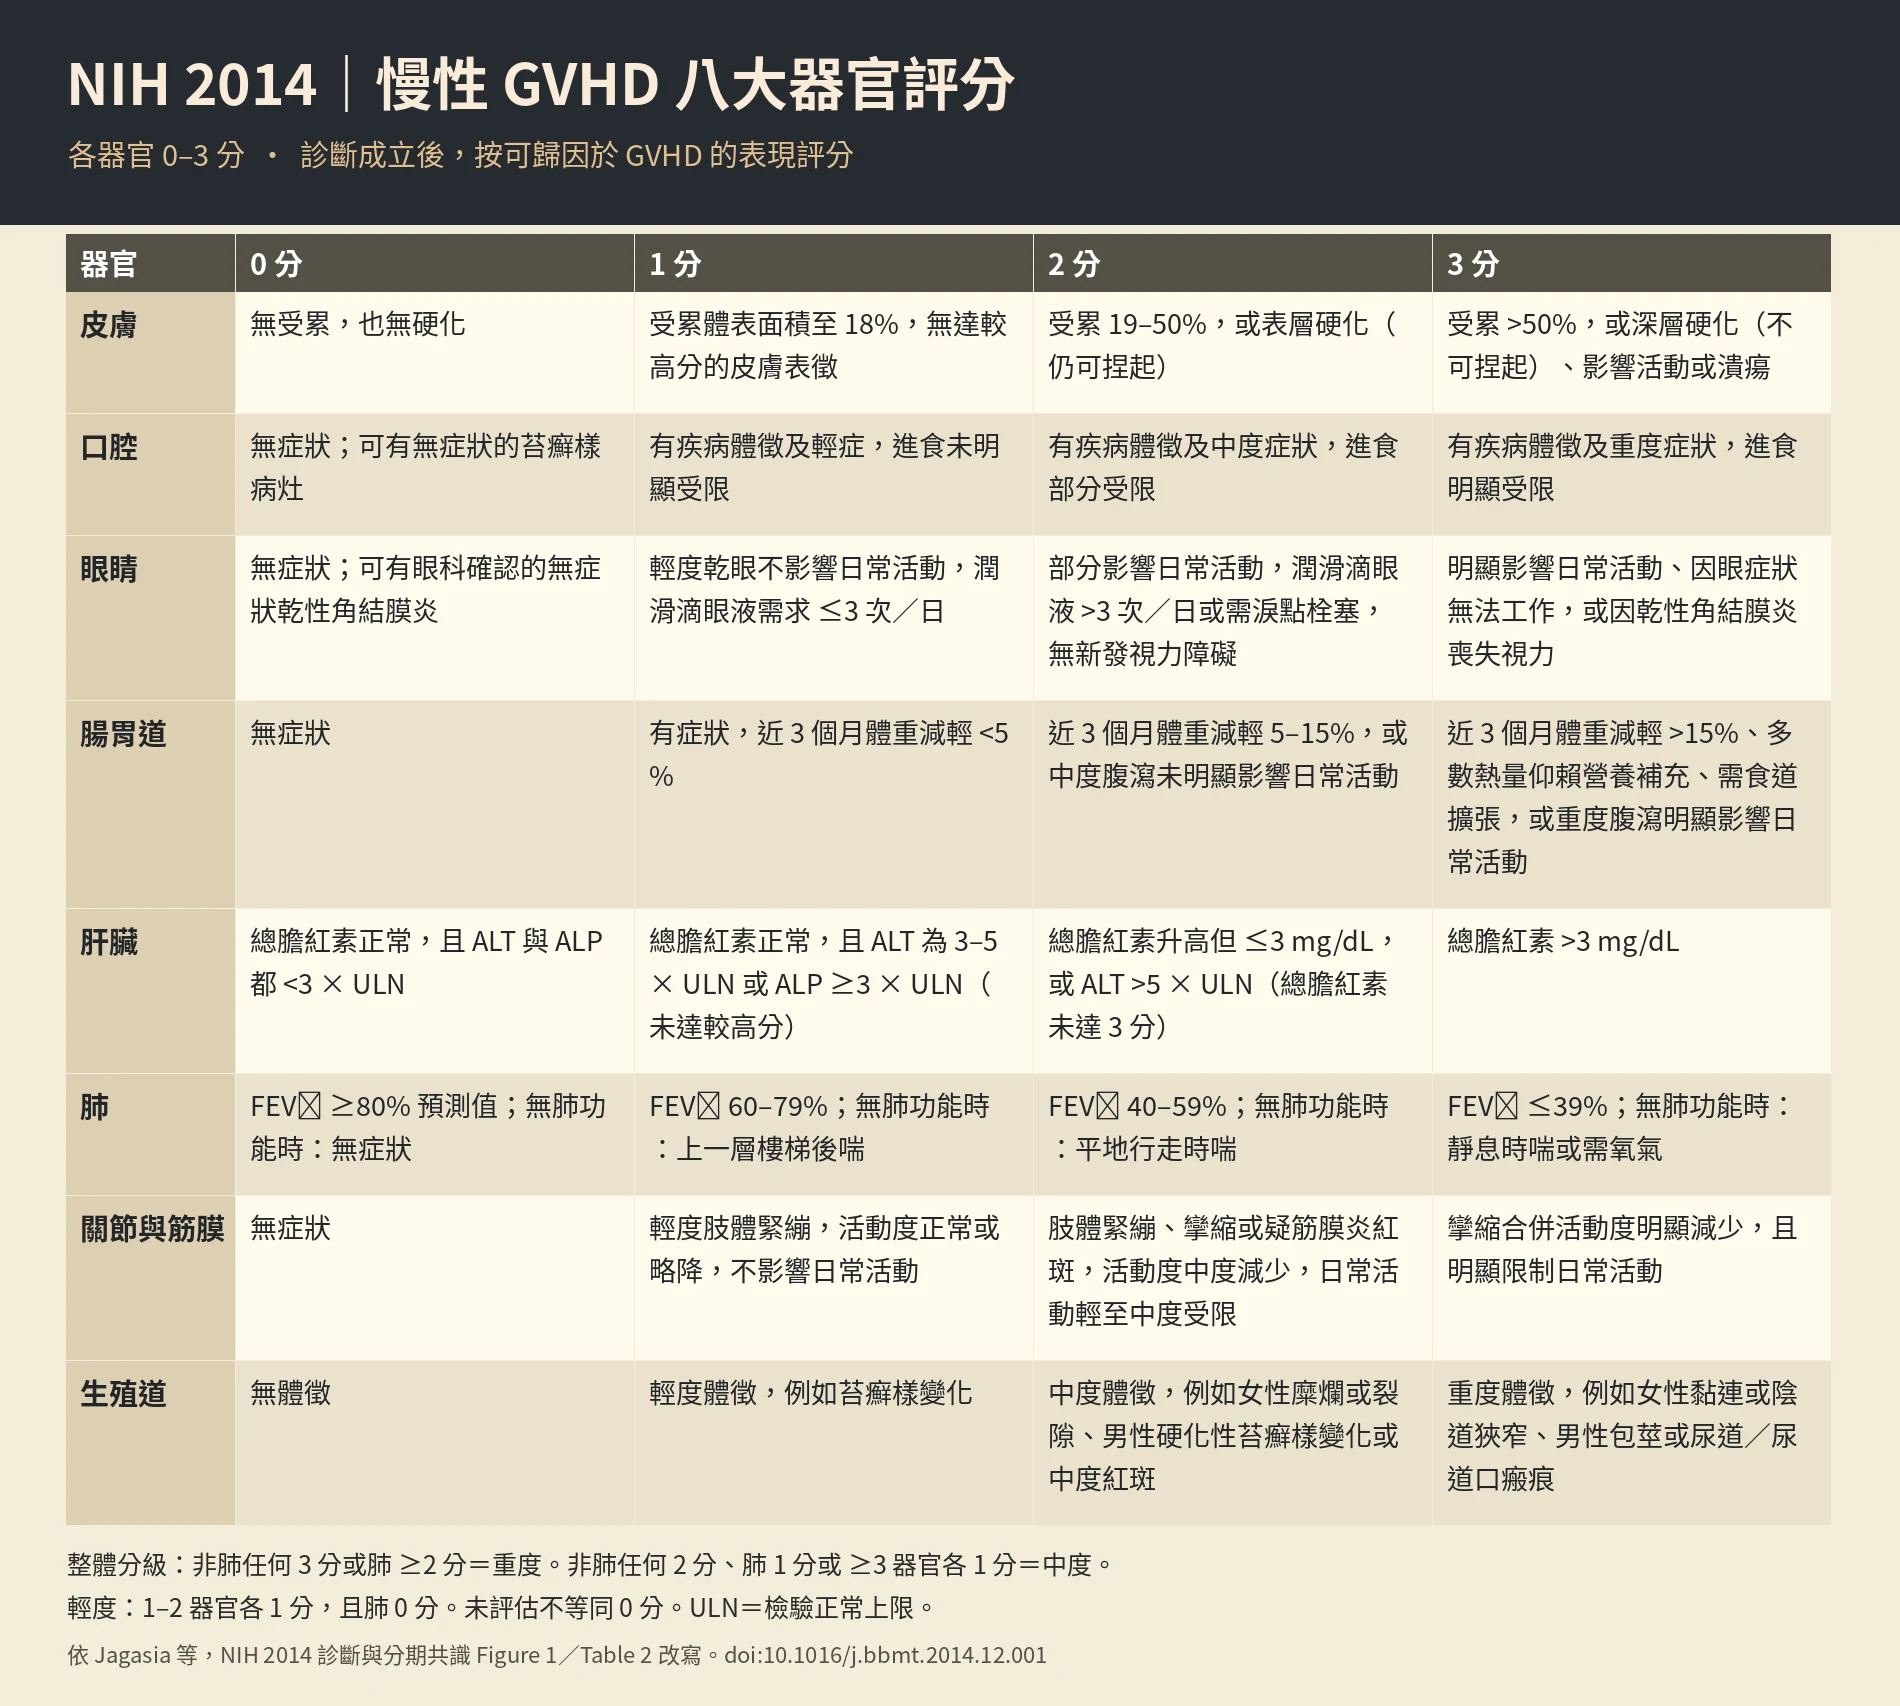 NIH 2014｜慢性 GVHD 八大器官評分
各器官 0–3 分 ・ 診斷成立後，按可歸因於 GVHD 的表現評分
器官
0 分
1 分
2 分
3 分
皮膚
無受累，也無硬化
受累體表面積至 18%，無達較
高分的皮膚表徵
受累 19–50%，或表層硬化（
仍可捏起）
受累 >50%，或深層硬化（不
可捏起）、影響活動或潰瘍
口腔
無症狀；可有無症狀的苔癬樣
病灶
有疾病體徵及輕症，進食未明
顯受限
有疾病體徵及中度症狀，進食
部分受限
有疾病體徵及重度症狀，進食
明顯受限
眼睛
無症狀；可有眼科確認的無症
狀乾性角結膜炎
輕度乾眼不影響日常活動，潤
滑滴眼液需求 ≤3 次／日
部分影響日常活動，潤滑滴眼
液 >3 次／日或需淚點栓塞，
無新發視力障礙
明顯影響日常活動、因眼症狀
無法工作，或因乾性角結膜炎
喪失視力
腸胃道
無症狀
有症狀，近 3 個月體重減輕 <5
%
近 3 個月體重減輕 5–15%，或
中度腹瀉未明顯影響日常活動
近 3 個月體重減輕 >15%、多
數熱量仰賴營養補充、需食道
擴張，或重度腹瀉明顯影響日
常活動
肝臟
總膽紅素正常，且 ALT 與 ALP
都 <3 × ULN
總膽紅素正常，且 ALT 為 3–5
× ULN 或 ALP ≥3 × ULN（
未達較高分）
總膽紅素升高但 ≤3 mg/dL，
或 ALT >5 × ULN（總膽紅素
未達 3 分）
總膽紅素 >3 mg/dL
肺
FEV ≥80% 預測值；無肺功
能時：無症狀
FEV 60–79%；無肺功能時
：上一層樓梯後喘
FEV 40–59%；無肺功能時
：平地行走時喘
FEV ≤39%；無肺功能時：
靜息時喘或需氧氣
關節與筋膜
無症狀
輕度肢體緊繃，活動度正常或
略降，不影響日常活動
肢體緊繃、攣縮或疑筋膜炎紅
斑，活動度中度減少，日常活
動輕至中度受限
攣縮合併活動度明顯減少，且
明顯限制日常活動
生殖道
無體徵
輕度體徵，例如苔癬樣變化
中度體徵，例如女性糜爛或裂
隙、男性硬化性苔癬樣變化或
中度紅斑
重度體徵，例如女性黏連或陰
道狹窄、男性包莖或尿道／尿
道口瘢痕
整體分級：非肺任何 3 分或肺 ≥2 分＝重度。非肺任何 2 分、肺 1 分或 ≥3 器官各 1 分＝中度。
輕度：1–2 器官各 1 分，且肺 0 分。未評估不等同 0 分。ULN＝檢驗正常上限。
依 Jagasia 等，NIH 2014 診斷與分期共識 Figure 1／Table 2 改寫。doi:10.1016/j.bbmt.2014.12.001